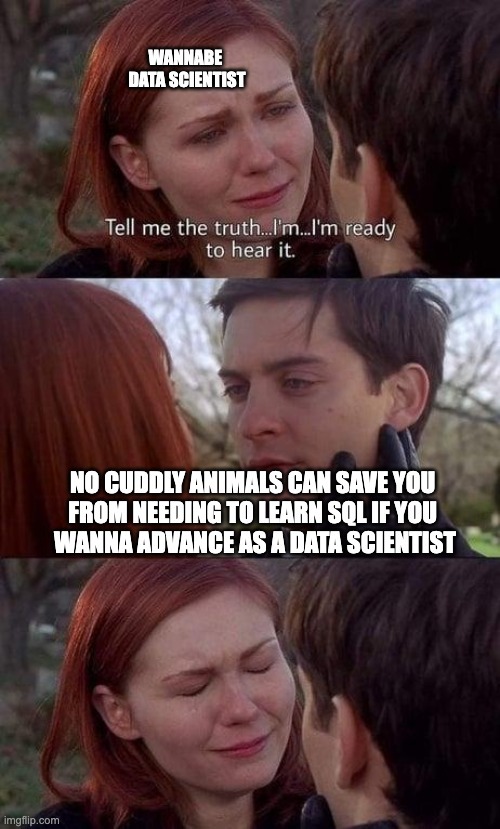 WANNABE
DATA SCIENTIST
Tell me the truth...I'm...I'm ready
to hear it.
NO CUDDLY ANIMALS CAN SAVE YOU
FROM NEEDING TO LEARN SQL IF YOU
WANNA ADVANCE AS A DATA SCIENTIST
imgflip.com